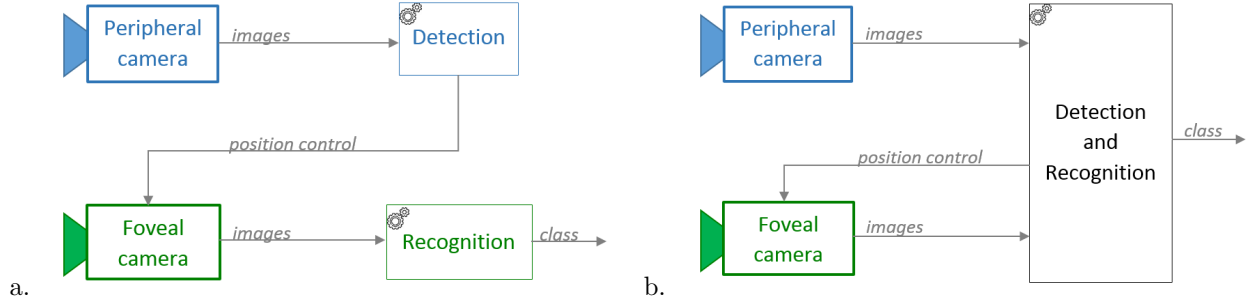 Peripheral
camera
images
Detection
position control
Foveal
camera
images
Recognition
class
a.
Peripheral
camera
images
Detection
and
Recognition
class
position control
Foveal
camera
images
b.